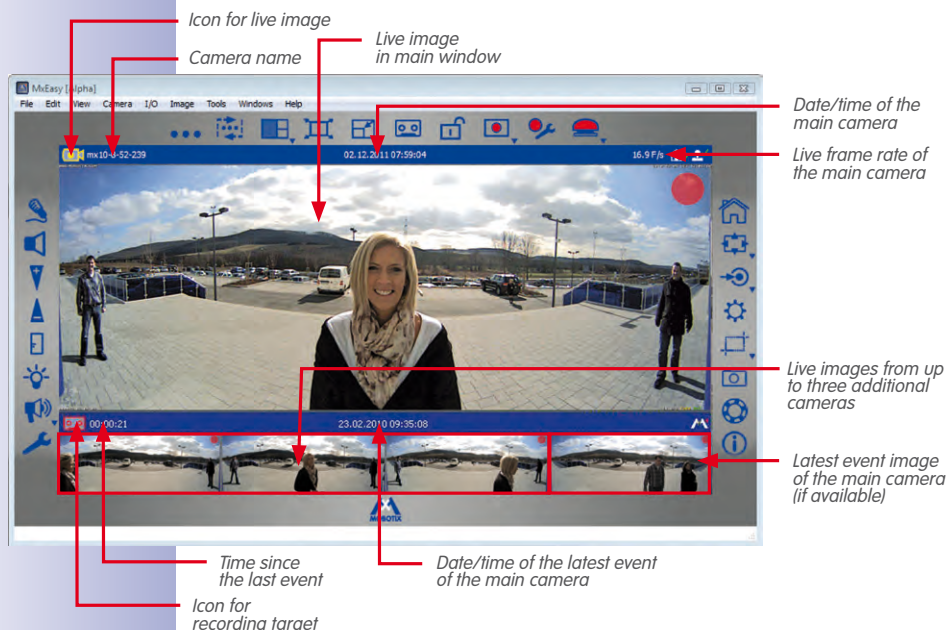 Icon for live image
Live image
in main window
Camera name
MxEasy [Alpha]
File Edit View Camera I/O Image Tools Windows Help
Date/time of the
main camera
mx10-8-52-239
02.12.2011 07:59:04
16.9 F/s
Live frame rate of
the main camera
Live images from up
to three additional
cameras
00:00:21
23.02.2010 09:35:08
Latest event image
of the main camera
(if available)
MOBOTIX
Time since
the last event
Date/time of the latest event
of the main camera
Icon for
recording target